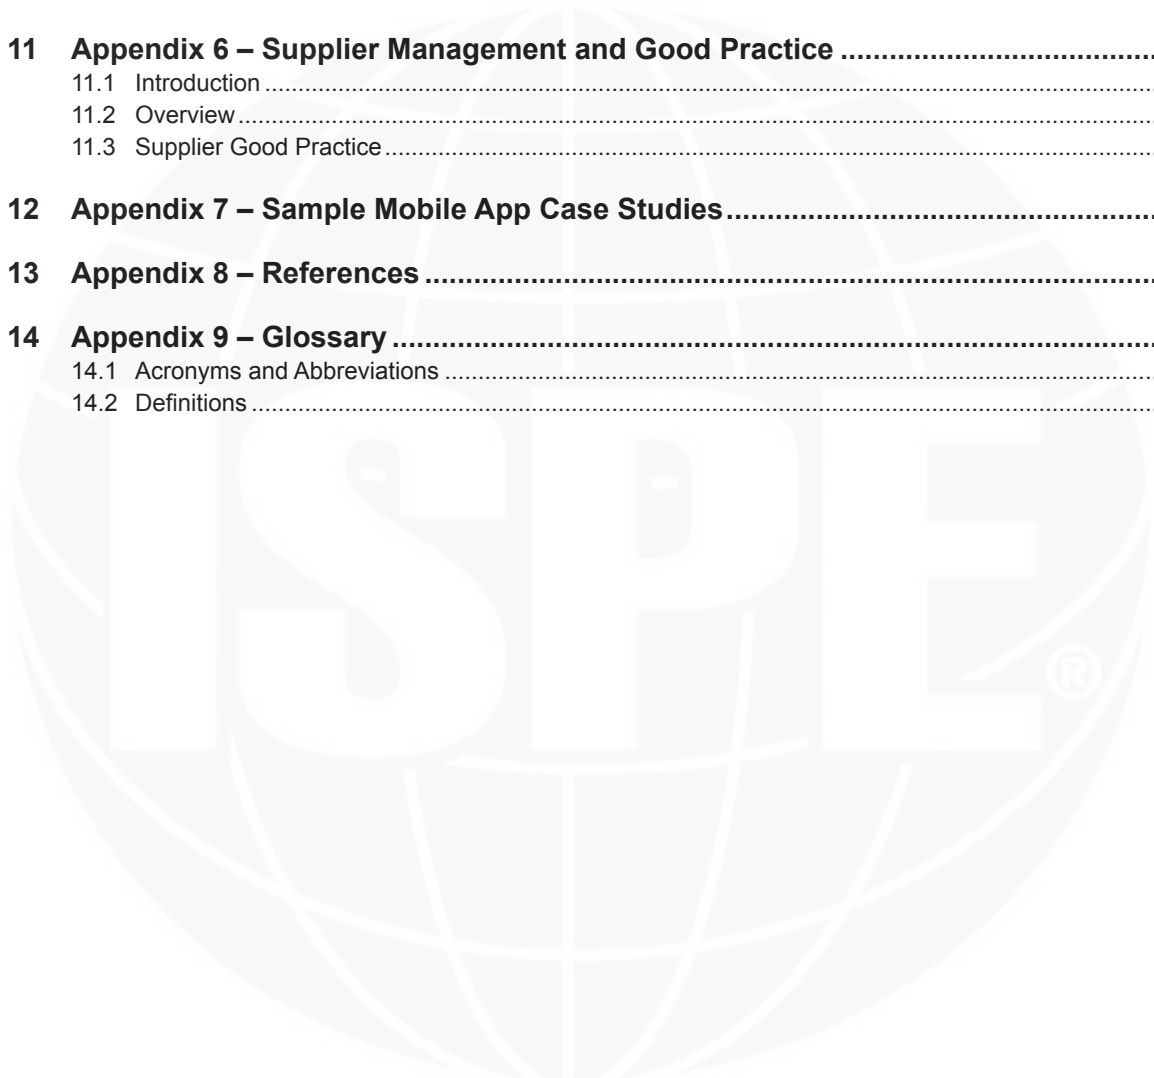 11 Appendix 6 – Supplier Management and Good Practice ........................................
11.1 Introduction ........................................
11.2 Overview ........................................
11.3 Supplier Good Practice ........................................
12 Appendix 7 – Sample Mobile App Case Studies ........................................
13 Appendix 8 – References ........................................
14 Appendix 9 – Glossary ........................................
14.1 Acronyms and Abbreviations ........................................
14.2 Definitions ........................................
ISPE®